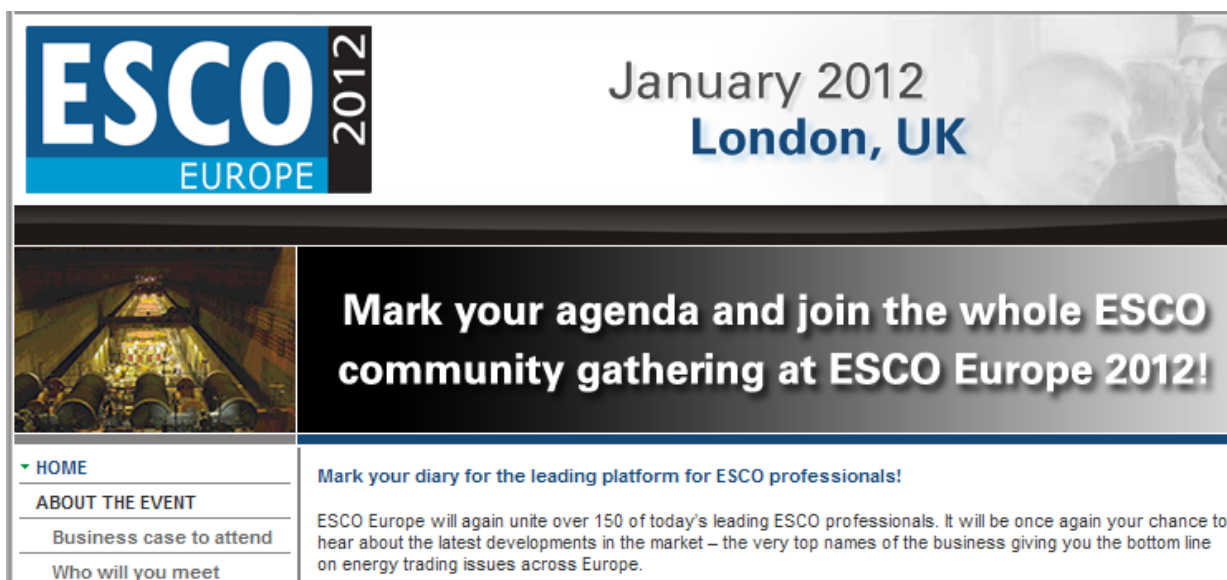 ESCO
EUROPE
2012
January 2012
London, UK
Mark your agenda and join the whole ESCO
community gathering at ESCO Europe 2012!
HOME
ABOUT THE EVENT
Business case to attend
Who will you meet
Mark your diary for the leading platform for ESCO professionals!
ESCO Europe will again unite over 150 of today's leading ESCO professionals. It will be once again your chance to
hear about the latest developments in the market – the very top names of the business giving you the bottom line
on energy trading issues across Europe.